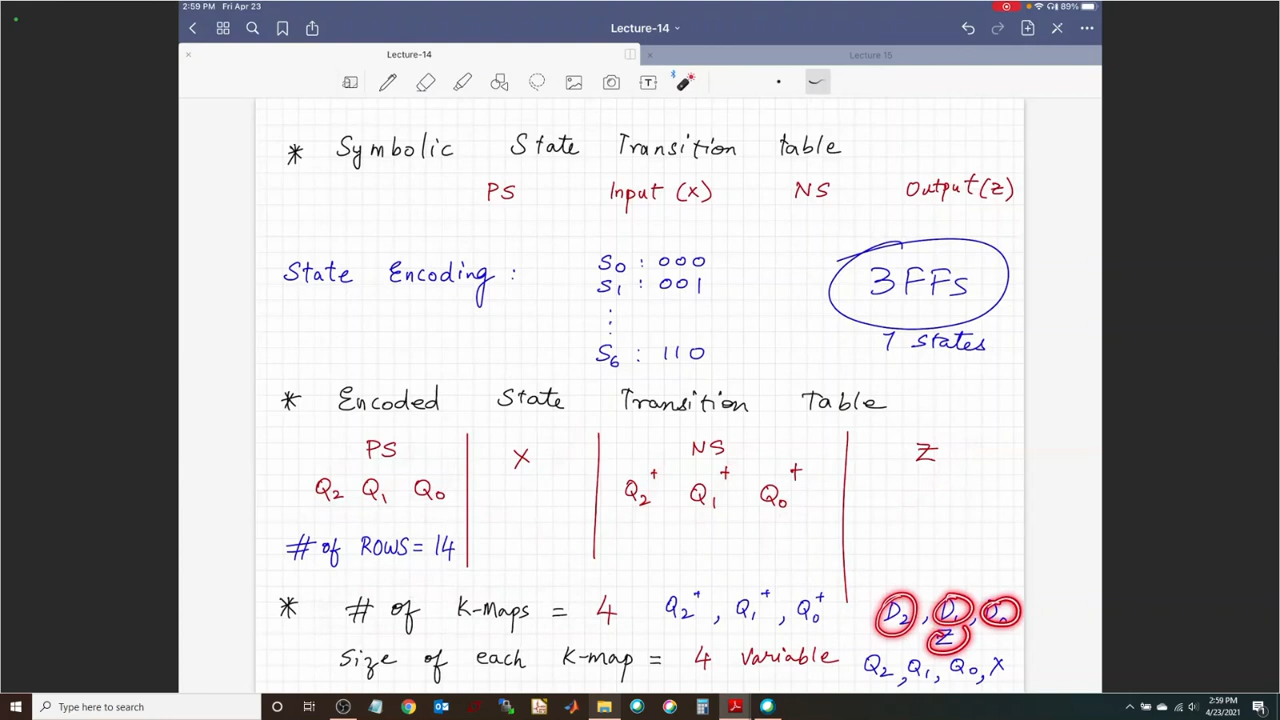 2:59 PM Fri Apr 23
89%
Lecture-14
Lecture-14
Lecture 15
* Symbolic State Transition table
PS Input (x) NS Output(z)
State Encoding : S0 : 000
S1 : 001
S6 : 110
3 FFs
7 states
* Encoded State Transition Table
PS X NS Z
Q2 Q1 Q0 Q2+ Q1+ Q0+
# of ROWS = 14
* # of K-Maps = 4 Q2+, Q1+, Q0+ D2, D1, D0
Z
Size of each K-map = 4 variable Q2, Q1, Q0, X
Type here to search
2:59 PM
4/23/2021